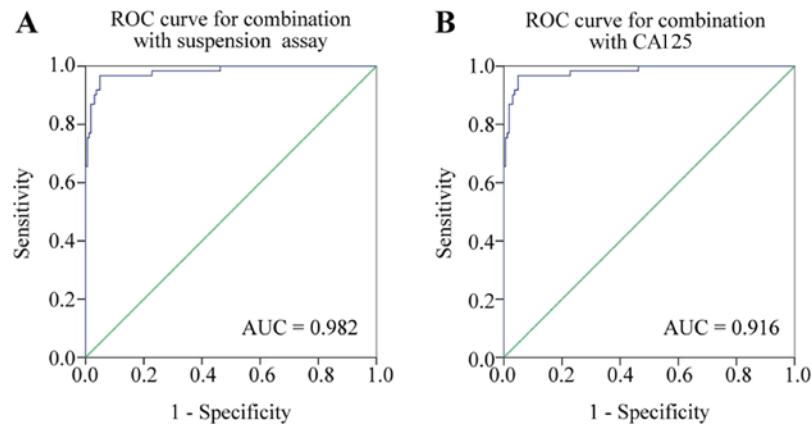 A
ROC curve for combination
with suspension assay
1.0
0.8
0.6
0.4
0.2
0.0
Sensitivity
AUC = 0.982
0.0 0.2 0.4 0.6 0.8 1.0
1 - Specificity
B
ROC curve for combination
with CA125
1.0
0.8
0.6
0.4
0.2
0.0
Sensitivity
AUC = 0.916
0.0 0.2 0.4 0.6 0.8 1.0
1 - Specificity